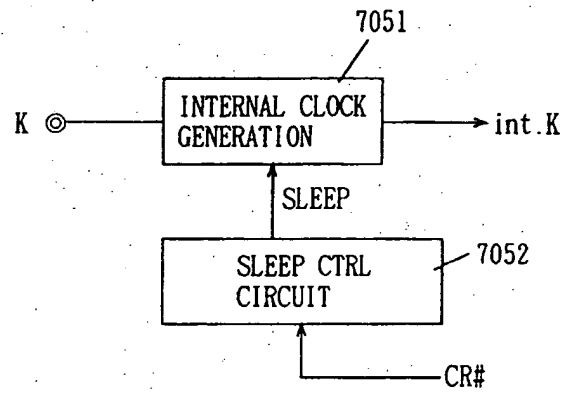 7051
INTERNAL CLOCK
GENERATION
K
int.K
SLEEP
SLEEP CTRL
CIRCUIT
7052
CR#